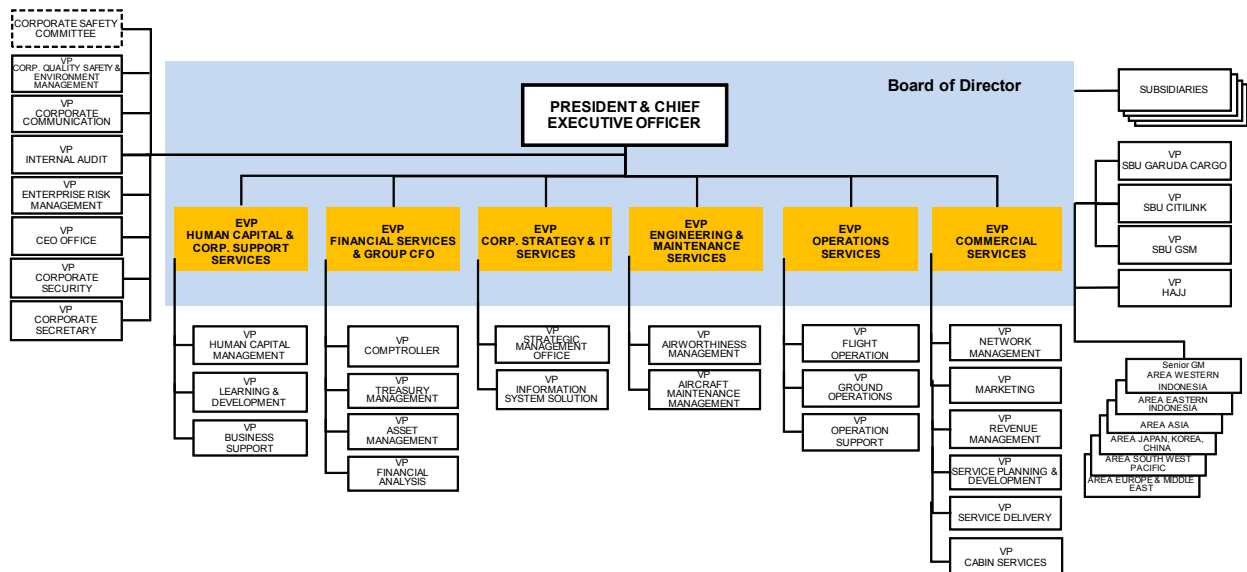 CORPORATE SAFETY
COMMITTEE
VP
CORP. QUALITY SAFETY &
ENVIRONMENT
MANAGEMENT
VP
CORPORATE
COMMUNICATION
VP
INTERNAL AUDIT
VP
ENTERPRISE RISK
MANAGEMENT
VP
CEO OFFICE
VP
CORPORATE
SECURITY
VP
CORPORATE
SECRETARY
Board of Director
PRESIDENT & CHIEF
EXECUTIVE OFFICER
EVP
HUMAN CAPITAL &
CORP. SUPPORT
SERVICES
EVP
FINANCIAL SERVICES
& GROUP CFO
EVP
CORP. STRATEGY & IT
SERVICES
EVP
ENGINEERING &
MAINTENANCE
SERVICES
EVP
OPERATIONS
SERVICES
EVP
COMMERCIAL
SERVICES
VP
HUMAN CAPITAL
MANAGEMENT
VP
LEARNING &
DEVELOPMENT
VP
BUSINESS
SUPPORT
VP
COMPTROLLER
VP
TREASURY
MANAGEMENT
VP
ASSET
MANAGEMENT
VP
FINANCIAL
ANALYSIS
VP
STRATEGIC
MANAGEMENT
OFFICE
VP
INFORMATION
SYSTEM SOLUTION
VP
AIRWORTHINESS
MANAGEMENT
VP
AIRCRAFT
MAINTENANCE
MANAGEMENT
VP
FLIGHT
OPERATION
VP
GROUND
OPERATIONS
VP
OPERATION
SUPPORT
VP
NETWORK
MANAGEMENT
VP
MARKETING
VP
REVENUE
MANAGEMENT
VP
SERVICE PLANNING &
DEVELOPMENT
VP
SERVICE DELIVERY
VP
CABIN SERVICES
SUBSIDIARIES
VP
SBU GARUDA CARGO
VP
SBU CITILINK
VP
SBU GSM
VP
HAJJ
Senior GM
AREA WESTERN
INDONESIA
AREA EASTERN
INDONESIA
AREA ASIA
AREA JAPAN, KOREA,
CHINA
AREA SOUTH WEST
PACIFIC
AREA EUROPE & MIDDLE
EAST